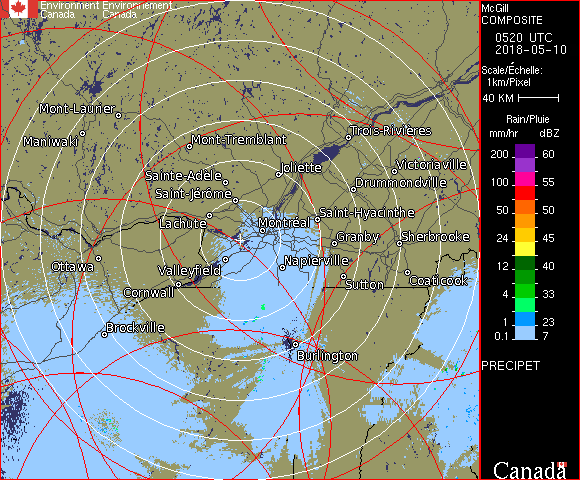 Environment Environnement
Canada Canada
McGill
COMPOSITE
0520 UTC
2018-05-10
Scale/Échelle:
1km/Pixel
40 KM
Rain/Pluie
mm/hr dBZ
200 60
55
100 55
50 50
24 45
12 40
4 33
1 23
0.1 7
PRECIPET
Canada
Mont-Laurier
Maniwaki
Mont-Tremblant
Trois-Rivières
Joliette
Victoriaville
Sainte-Adèle
Drummondville
Saint-Jérôme
Saint-Hyacinthe
Lachute
Montréal
Granby
Sherbrooke
Ottawa
Valleyfield
Napierville
Cornwall
Sutton
Coaticook
Brockville
Burlington